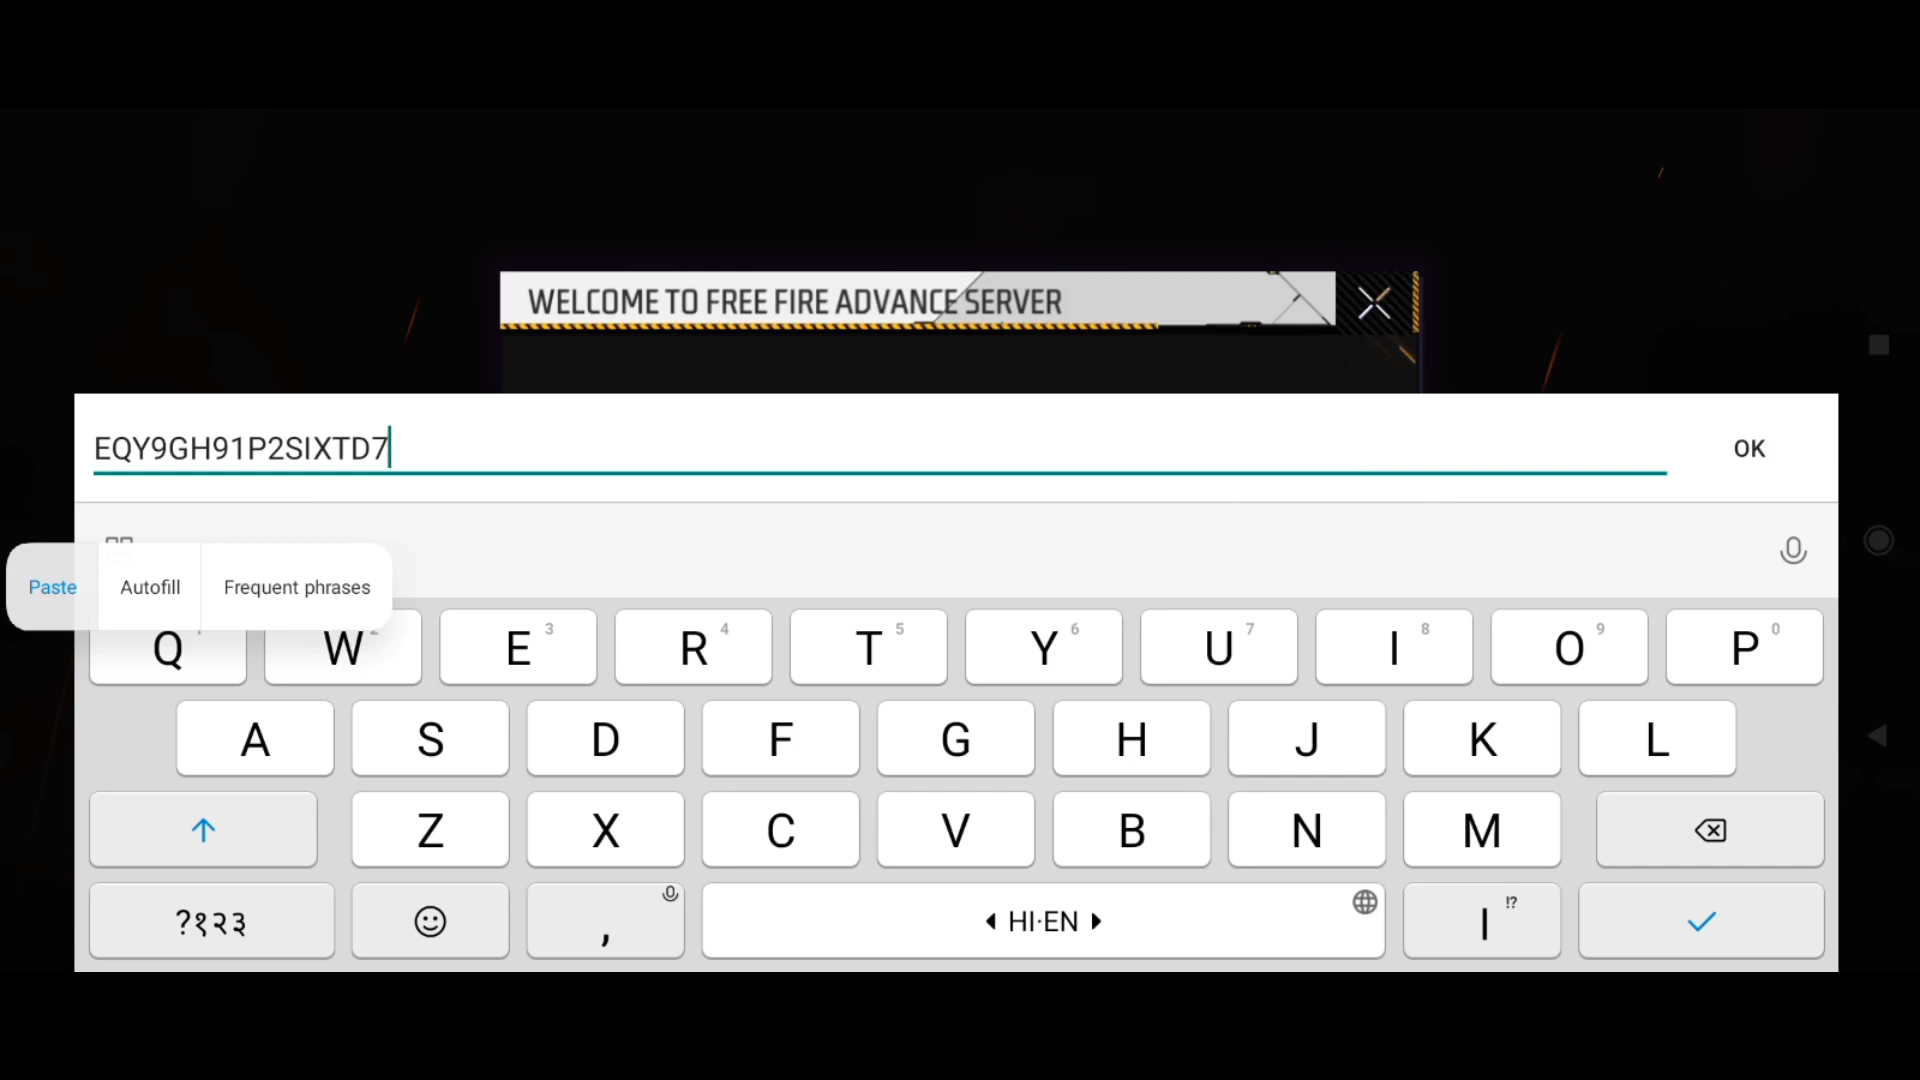 WELCOME TO FREE FIRE ADVANCE SERVER
EQY9GH91P2SIXTD7
OK
Paste Autofill Frequent phrases
Q W 2 E 3 R 4 T 5 Y 6 U 7 I 8 O 9 P 0
A S D F G H J K L
Z X C V B N M
?१२३ , HI·EN | !?